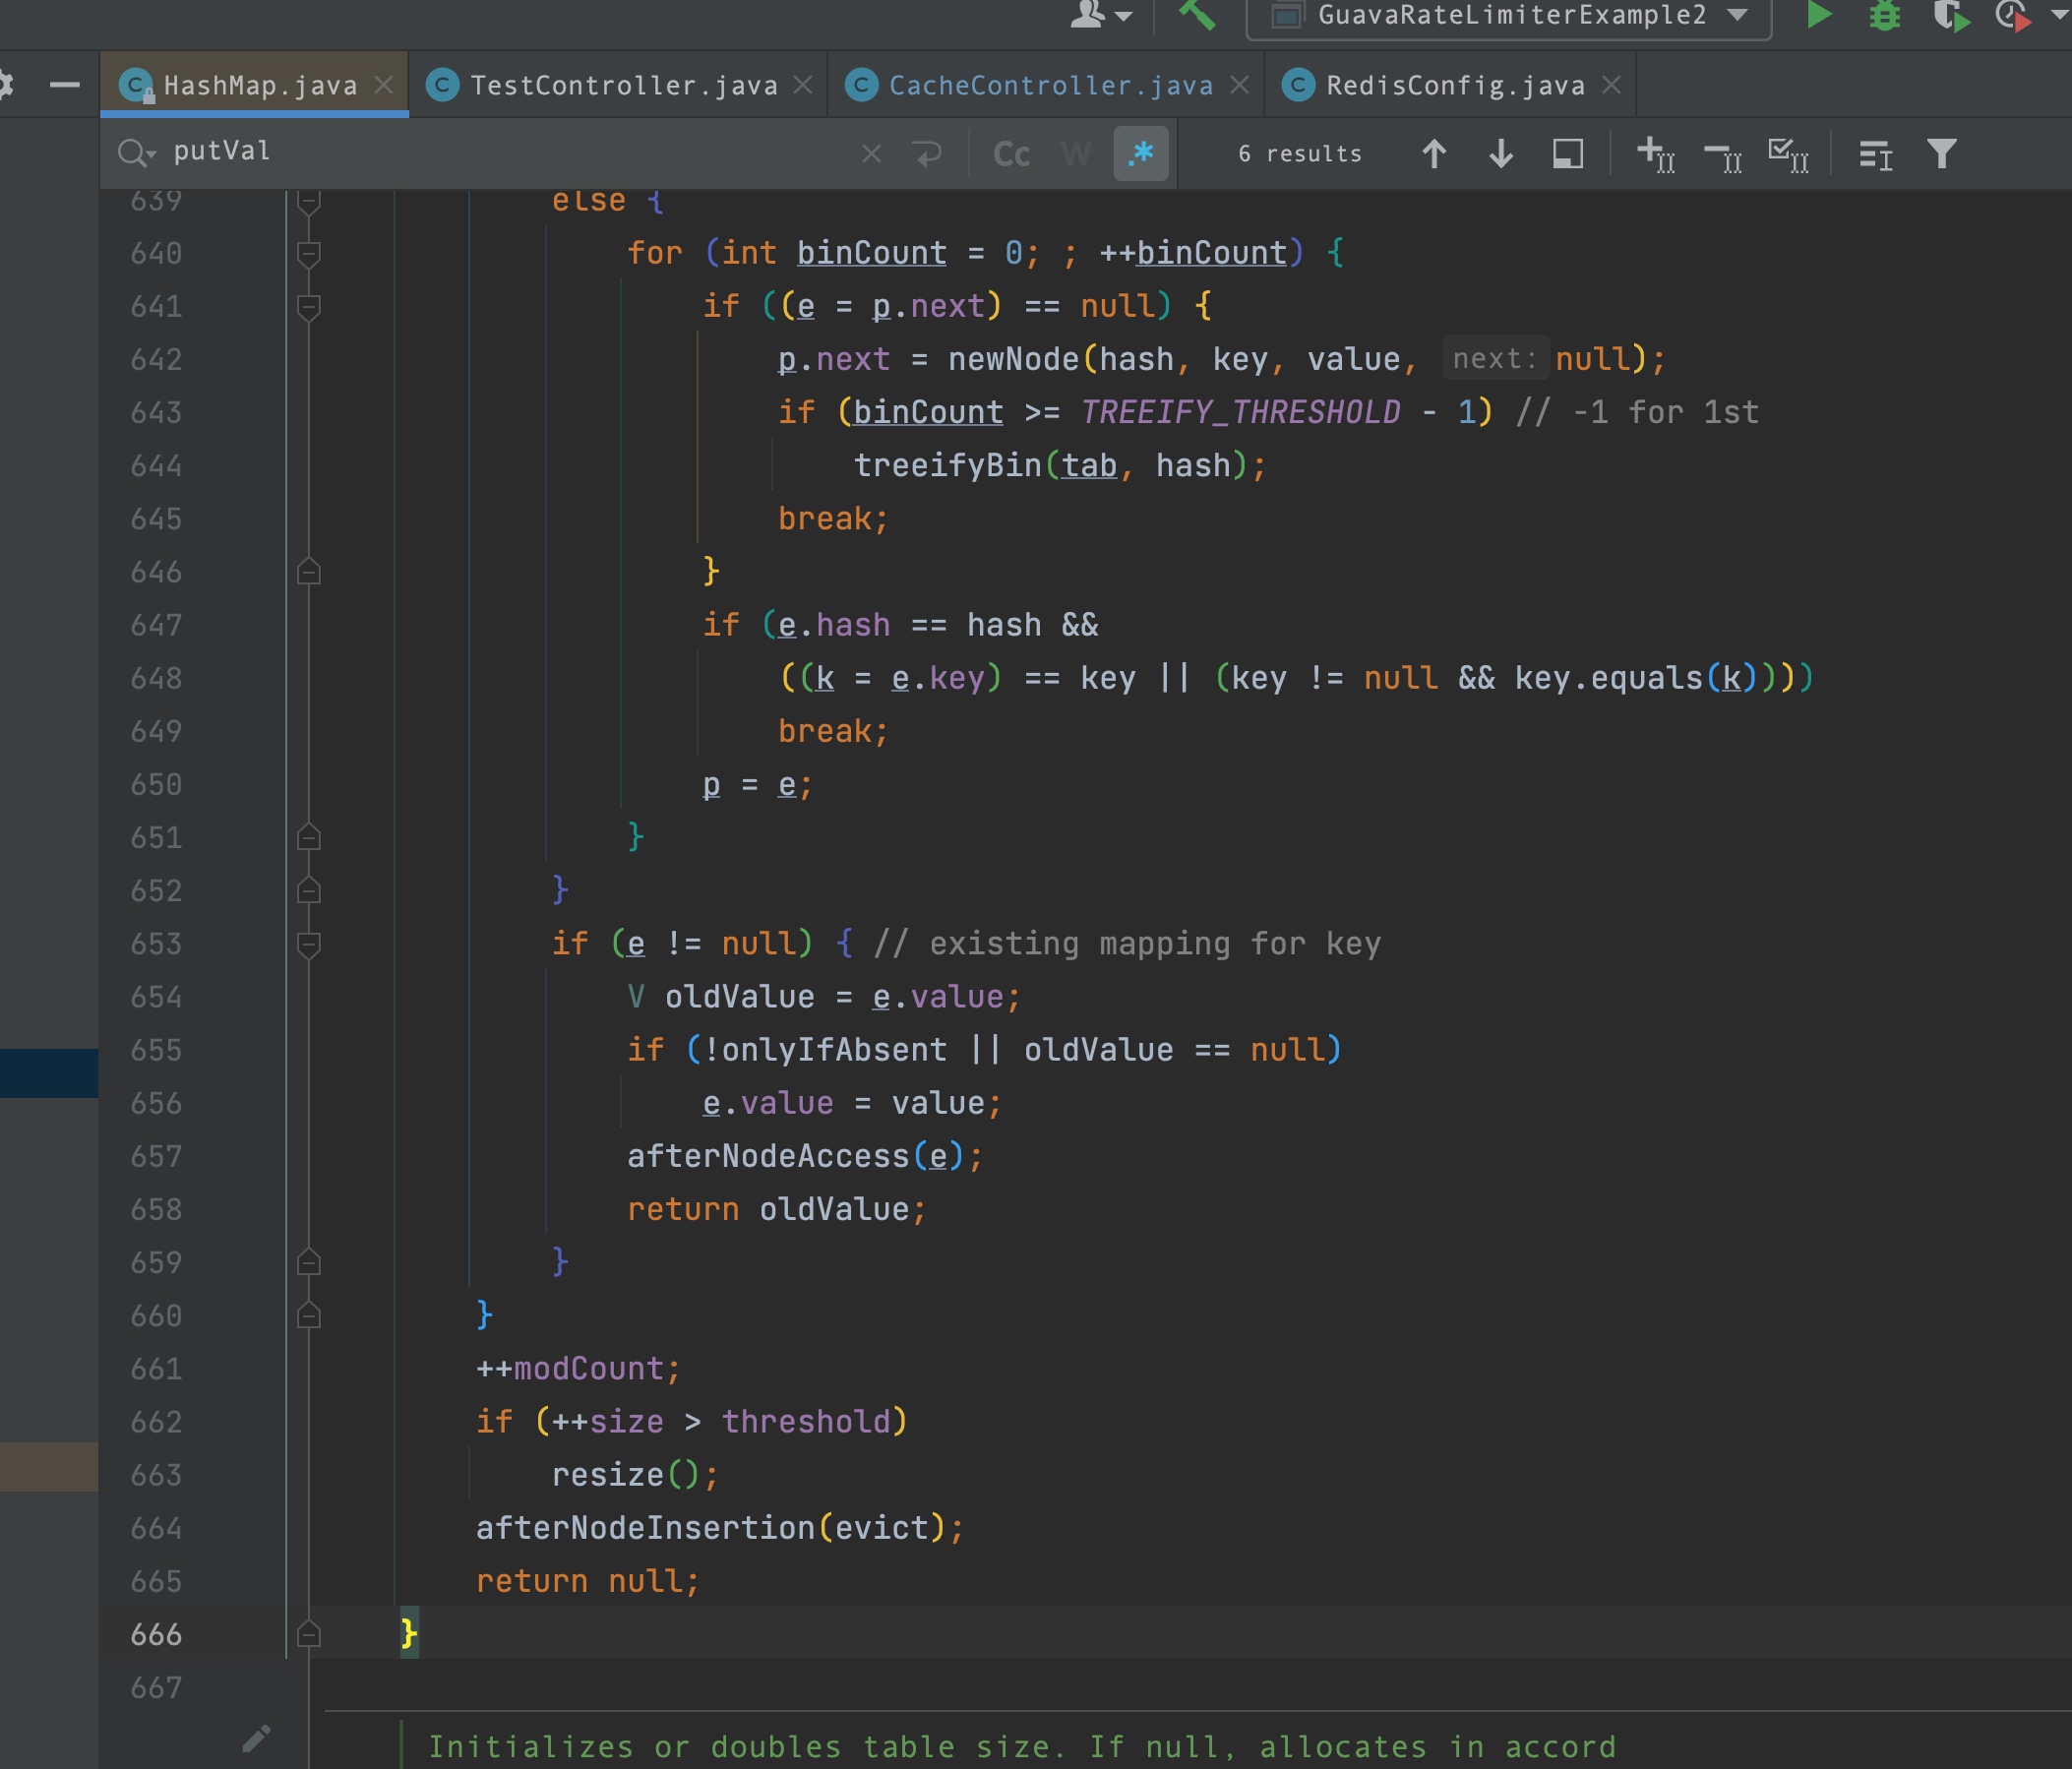 GuavaRateLimiterExample2
HashMap.java TestController.java CacheController.java RedisConfig.java
putVal Cc W .* 6 results
639 else {
640 for (int binCount = 0; ; ++binCount) {
641 if ((e = p.next) == null) {
642 p.next = newNode(hash, key, value, next: null);
643 if (binCount >= TREEIFY_THRESHOLD - 1) // -1 for 1st
644 treeifyBin(tab, hash);
645 break;
646 }
647 if (e.hash == hash &&
648 ((k = e.key) == key || (key != null && key.equals(k))))
649 break;
650 p = e;
651 }
652 }
653 if (e != null) { // existing mapping for key
654 V oldValue = e.value;
655 if (!onlyIfAbsent || oldValue == null)
656 e.value = value;
657 afterNodeAccess(e);
658 return oldValue;
659 }
660 }
661 ++modCount;
662 if (++size > threshold)
663 resize();
664 afterNodeInsertion(evict);
665 return null;
666 }
667
Initializes or doubles table size. If null, allocates in accord